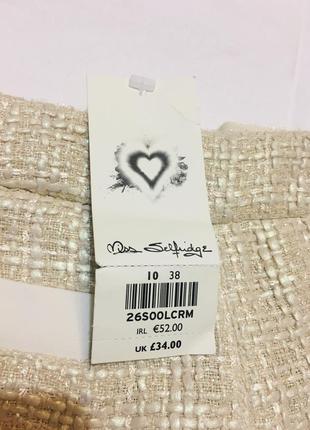 Miss Selfridge
10 38
26S00LCRM
IRL €52.00
UK £34.00